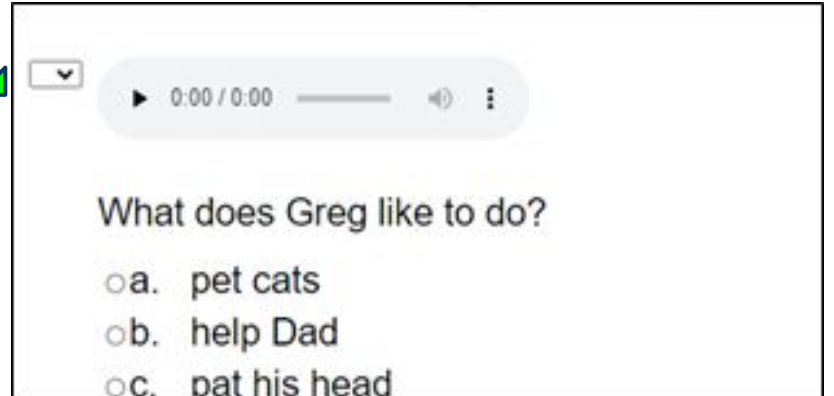 0:00 / 0:00
What does Greg like to do?
a. pet cats
b. help Dad
c. pat his head